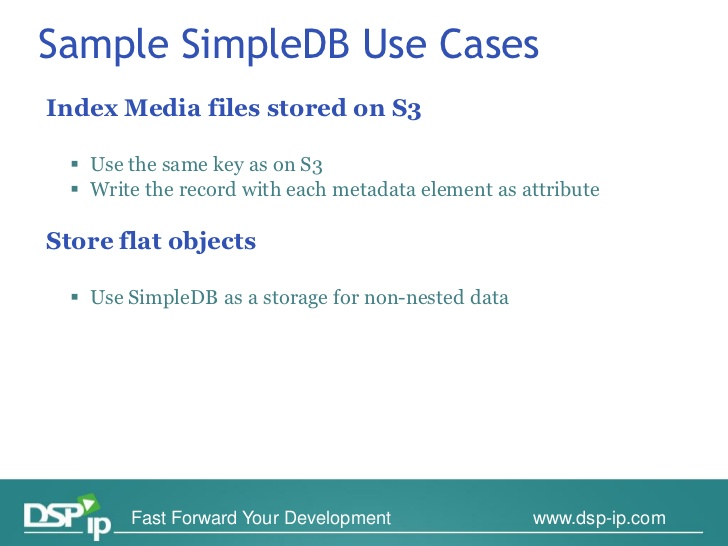 Sample SimpleDB Use Cases
Index Media files stored on S3
▪ Use the same key as on S3
▪ Write the record with each metadata element as attribute
Store flat objects
▪ Use SimpleDB as a storage for non-nested data
DSP ip
Fast Forward Your Development
www.dsp-ip.com